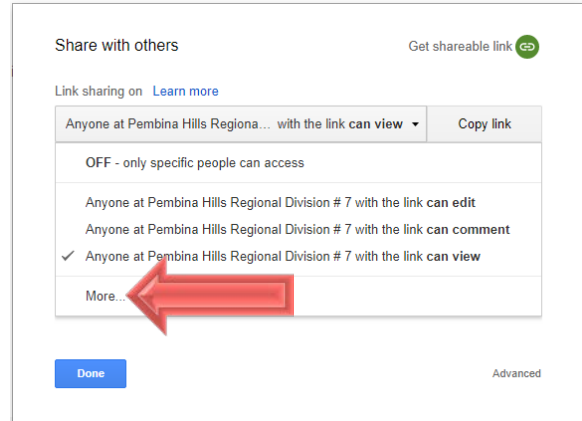 Share with others
Get shareable link
Link sharing on Learn more
Anyone at Pembina Hills Regiona... with the link can view
Copy link
OFF - only specific people can access
Anyone at Pembina Hills Regional Division # 7 with the link can edit
Anyone at Pembina Hills Regional Division # 7 with the link can comment
Anyone at Pembina Hills Regional Division # 7 with the link can view
More...
Done
Advanced